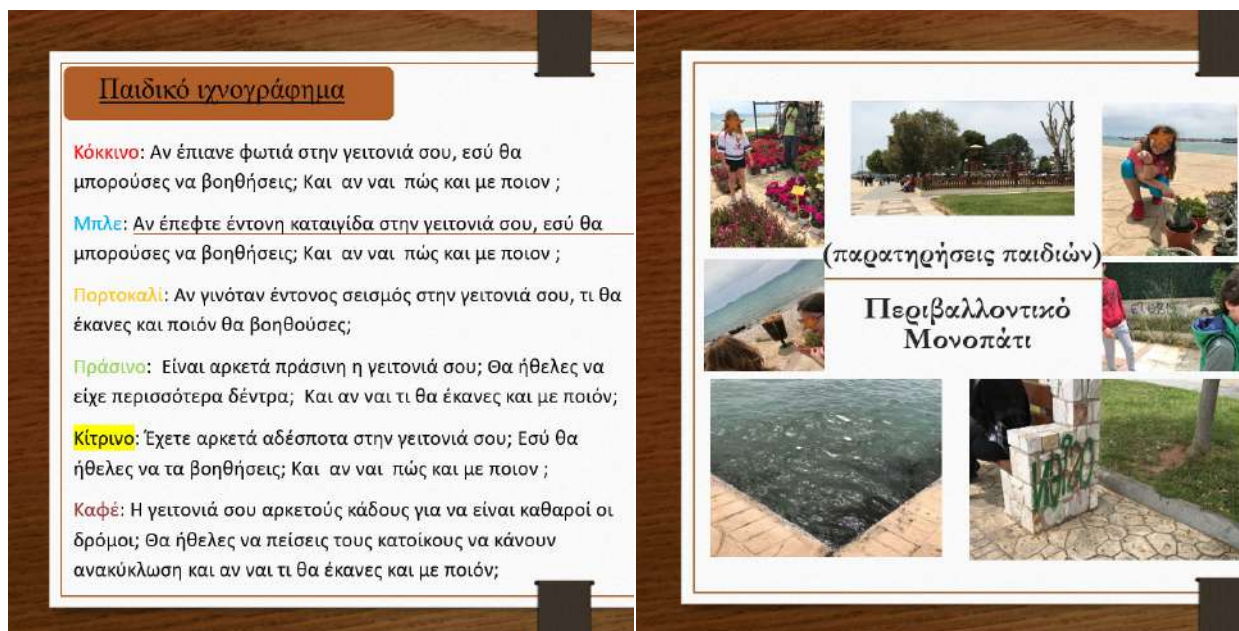 Παιδικό ιχνογράφημα
Κόκκινο: Αν έπιανε φωτιά στην γειτονιά σου, εσύ θα
μπορούσες να βοηθήσεις; Και αν ναι πώς και με ποιον ;
Μπλε: Αν έπεφτε έντονη καταιγίδα στην γειτονιά σου, εσύ θα
μπορούσες να βοηθήσεις; Και αν ναι πώς και με ποιον ;
Πορτοκαλί: Αν γινόταν έντονος σεισμός στην γειτονιά σου, τι θα
έκανες και ποιόν θα βοηθούσες;
Πράσινο: Είναι αρκετά πράσινη η γειτονιά σου; Θα ήθελες να
είχε περισσότερα δέντρα; Και αν ναι τι θα έκανες και με ποιόν;
Κίτρινο: Έχετε αρκετά αδέσποτα στην γειτονιά σου; Εσύ θα
ήθελες να τα βοηθήσεις; Και αν ναι πώς και με ποιον ;
Καφέ: Η γειτονιά σου αρκετούς κάδους για να είναι καθαροί οι
δρόμοι; Θα ήθελες να πείσεις τους κατοίκους να κάνουν
ανακύκλωση και αν ναι τι θα έκανες και με ποιόν;
(παρατηρήσεις παιδιών)
Περιβαλλοντικό
Μονοπάτι